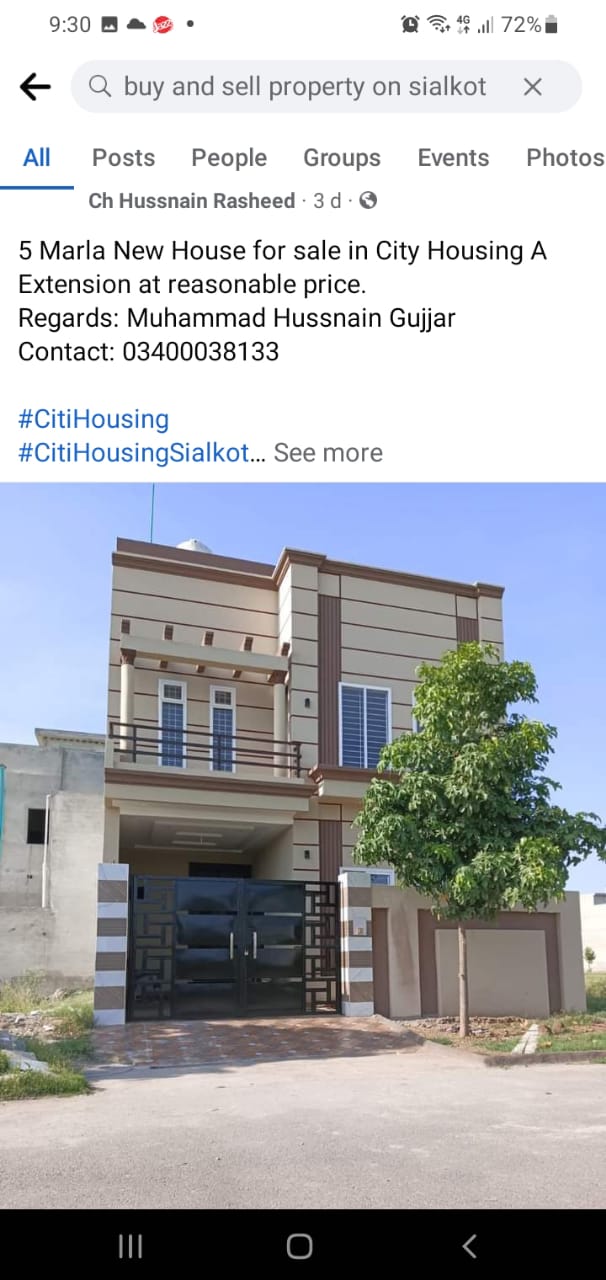 9:30
Jazz
4G
72%
buy and sell property on sialkot
All Posts People Groups Events Photos
Ch Hussnain Rasheed · 3 d ·
5 Marla New House for sale in City Housing A
Extension at reasonable price.
Regards: Muhammad Hussnain Gujjar
Contact: 03400038133
#CitiHousing
#CitiHousingSialkot... See more